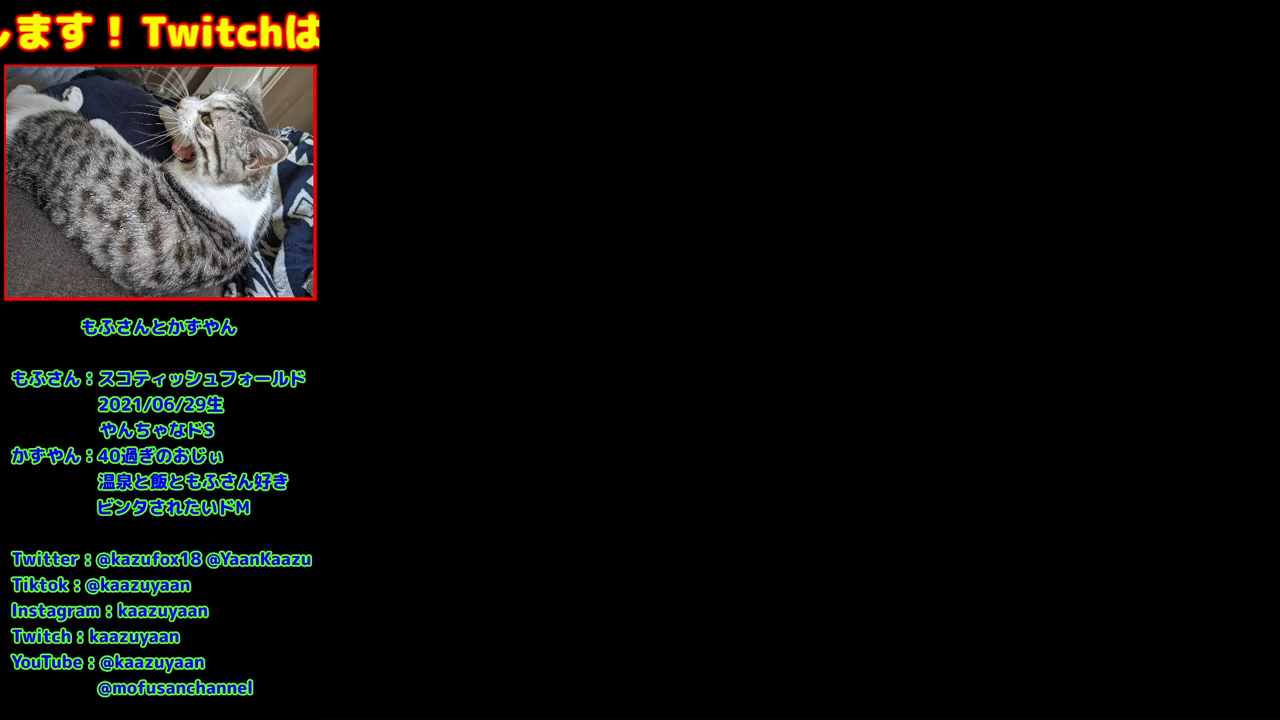 します！ Twitchは
もふさんとかずやん
もふさん：スコティッシュフォールド
2021/06/29生
やんちゃなドS
かずやん：40過ぎのおじぃ
温泉と飯ともふさん好き
ビンタされたいドM
Twitter：@kazufox18 @YaanKaazu
Tiktok：@kaazuyaan
Instagram：kaazuyaan
Twitch：kaazuyaan
YouTube：@kaazuyaan
@mofusanchannel